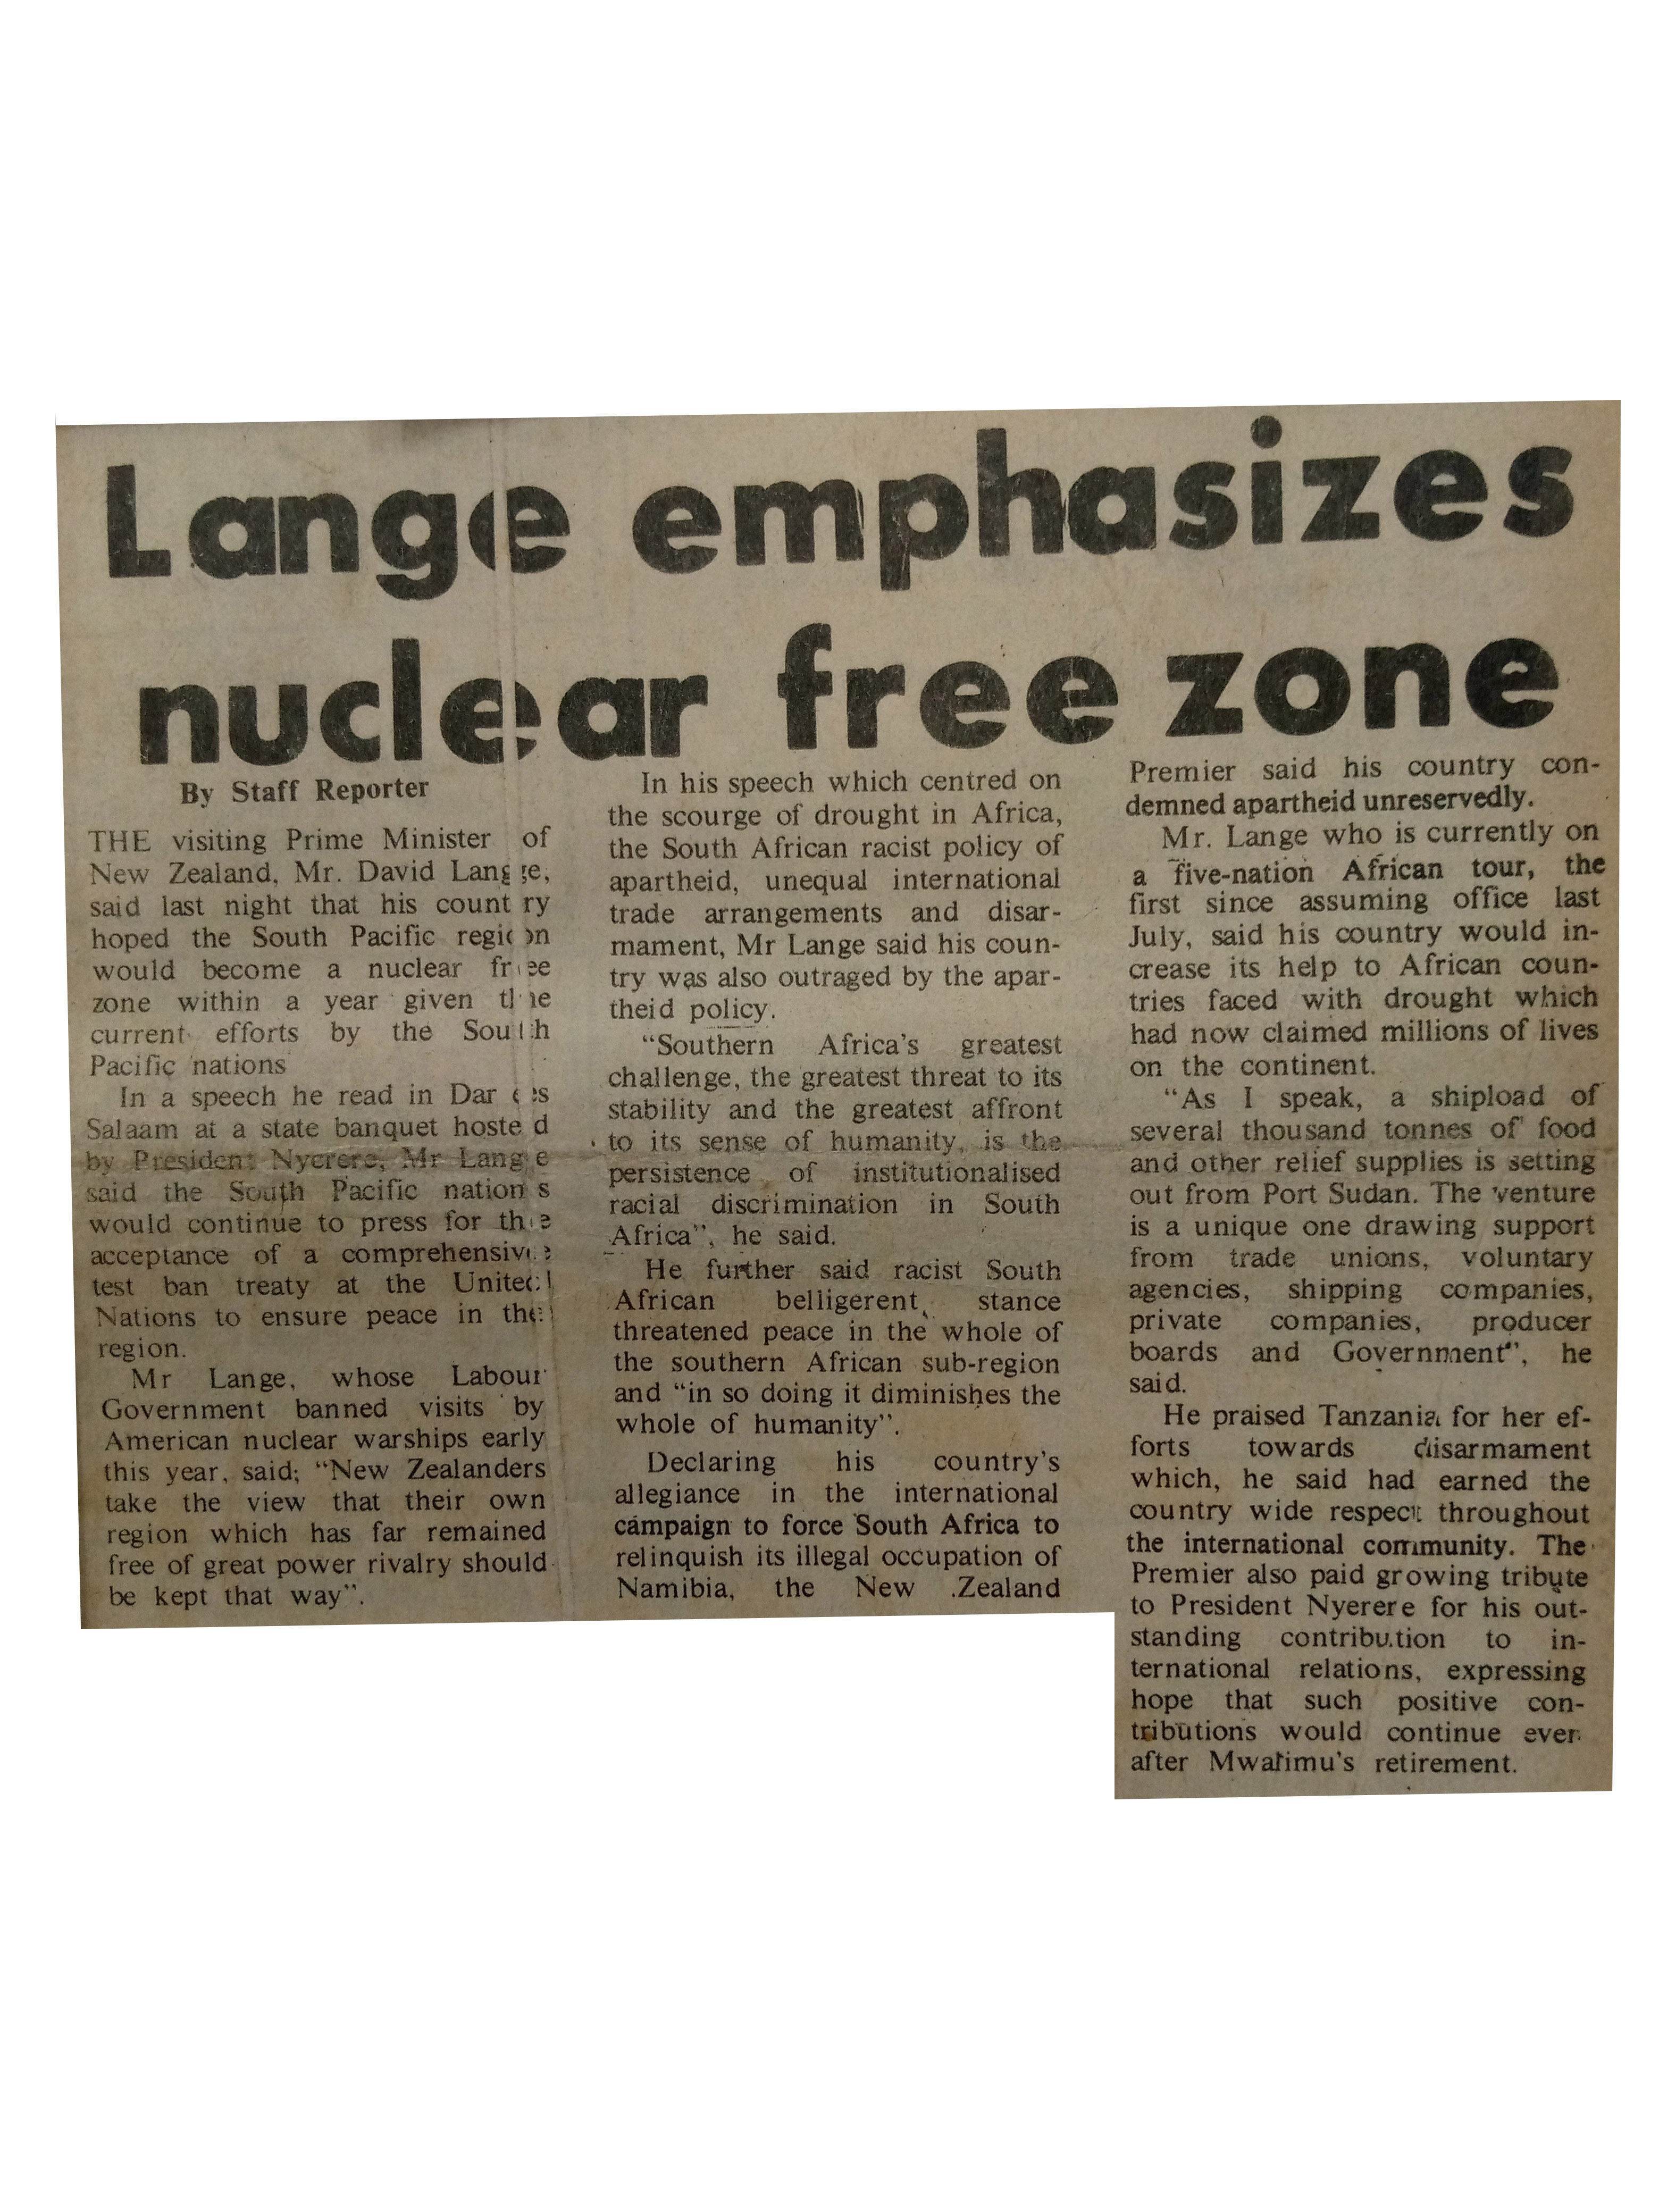 Lange emphasizes
nuclear free zone
By Staff Reporter
THE visiting Prime Minister of
New Zealand, Mr. David Lange,
said last night that his country
hoped the South Pacific region
would become a nuclear free
zone within a year given the
current efforts by the South
Pacific nations
In a speech he read in Dar es
Salaam at a state banquet hosted
by President Nyerere, Mr Lange
said the South Pacific nations
would continue to press for the
acceptance of a comprehensive
test ban treaty at the United
Nations to ensure peace in the
region.
Mr Lange, whose Labour
Government banned visits by
American nuclear warships early
this year, said; “New Zealanders
take the view that their own
region which has far remained
free of great power rivalry should
be kept that way”.
In his speech which centred on
the scourge of drought in Africa,
the South African racist policy of
apartheid, unequal international
trade arrangements and disar-
mament, Mr Lange said his coun-
try was also outraged by the apar-
theid policy.
“Southern Africa’s greatest
challenge, the greatest threat to its
stability and the greatest affront
to its sense of humanity, is the
persistence of institutionalised
racial discrimination in South
Africa”, he said.
He further said racist South
African belligerent stance
threatened peace in the whole of
the southern African sub-region
and “in so doing it diminishes the
whole of humanity”.
Declaring his country’s
allegiance in the international
campaign to force South Africa to
relinquish its illegal occupation of
Namibia, the New .Zealand
Premier said his country con-
demned apartheid unreservedly.
Mr. Lange who is currently on
a five-nation African tour, the
first since assuming office last
July, said his country would in-
crease its help to African coun-
tries faced with drought which
had now claimed millions of lives
on the continent.
“As I speak, a shipload of
several thousand tonnes of food
and other relief supplies is setting
out from Port Sudan. The venture
is a unique one drawing support
from trade unions, voluntary
agencies, shipping companies,
private companies, producer
boards and Government”, he
said.
He praised Tanzania for her ef-
forts towards disarmament
which, he said had earned the
country wide respect throughout
the international community. The
Premier also paid growing tribute
to President Nyerere for his out-
standing contribution to in-
ternational relations, expressing
hope that such positive con-
tributions would continue ever
after Mwalimu’s retirement.